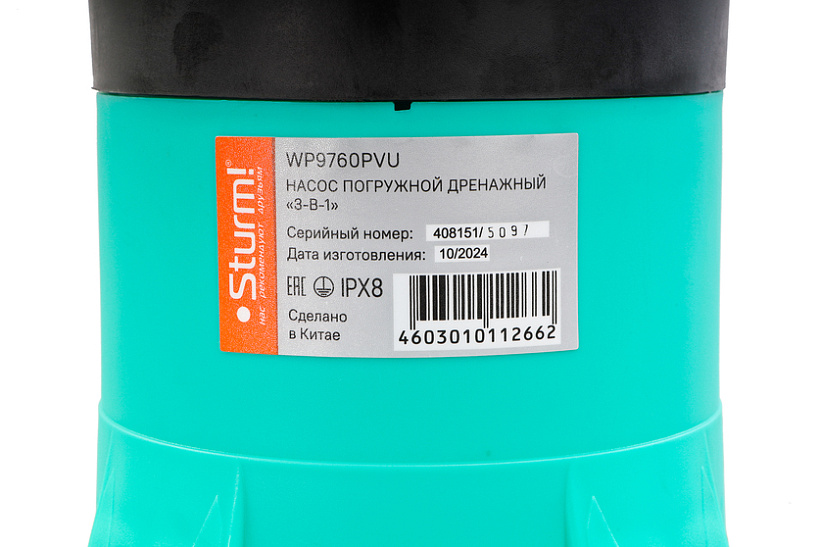 Sturm!®
нас рекомендуют друзьям
WP9760PVU
НАСОС ПОГРУЖНОЙ ДРЕНАЖНЫЙ
«3-В-1»
Серийный номер: 408151/5097
Дата изготовления: 10/2024
EAC IPX8
Сделано
в Китае
4603010112662